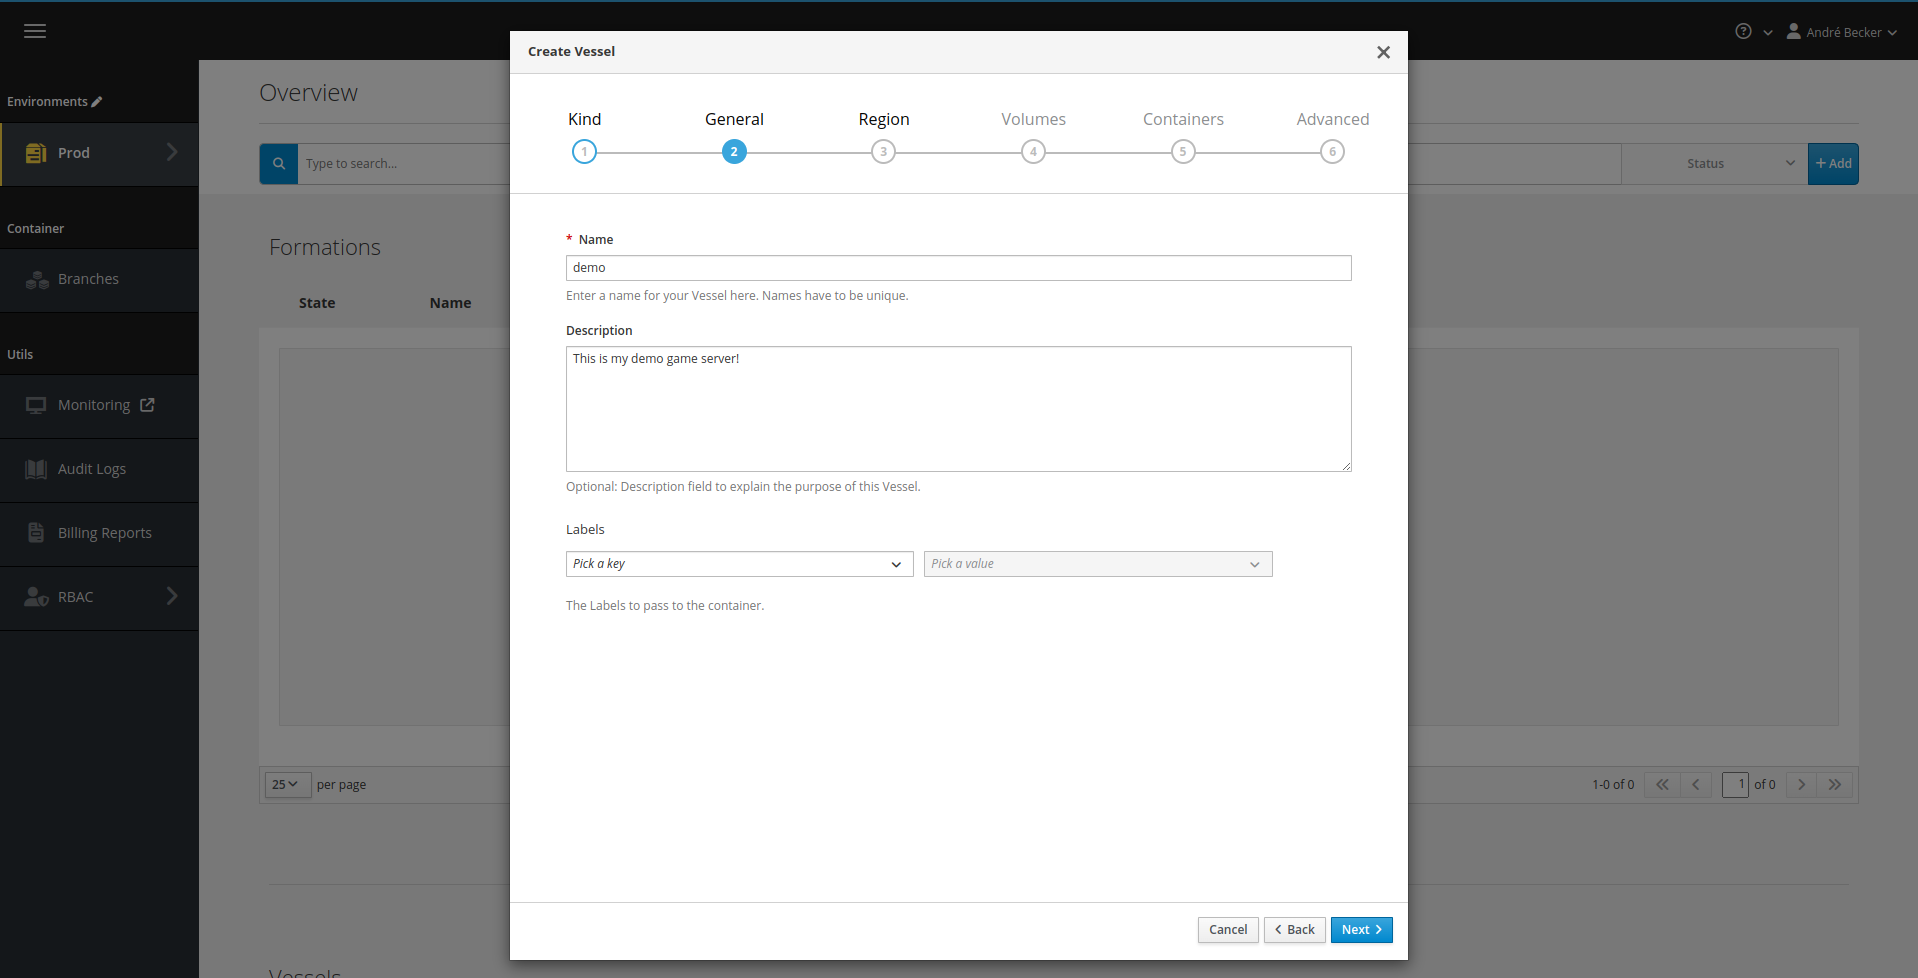 André Becker
Environments
Prod
Container
Branches
Utils
Monitoring
Audit Logs
Billing Reports
RBAC
Overview
Type to search...
Status
+ Add
Formations
State Name
25 per page
1-0 of 0
1 of 0
Vessels
Create Vessel
Kind General Region Volumes Containers Advanced
1 2 3 4 5 6
* Name
demo
Enter a name for your Vessel here. Names have to be unique.
Description
This is my demo game server!
Optional: Description field to explain the purpose of this Vessel.
Labels
Pick a key Pick a value
The Labels to pass to the container.
Cancel Back Next